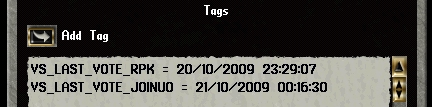 Tags
Add Tag
VS_LAST_VOTE_RPK = 20/10/2009 23:29:07
VS_LAST_VOTE_JOINUO = 21/10/2009 00:16:30